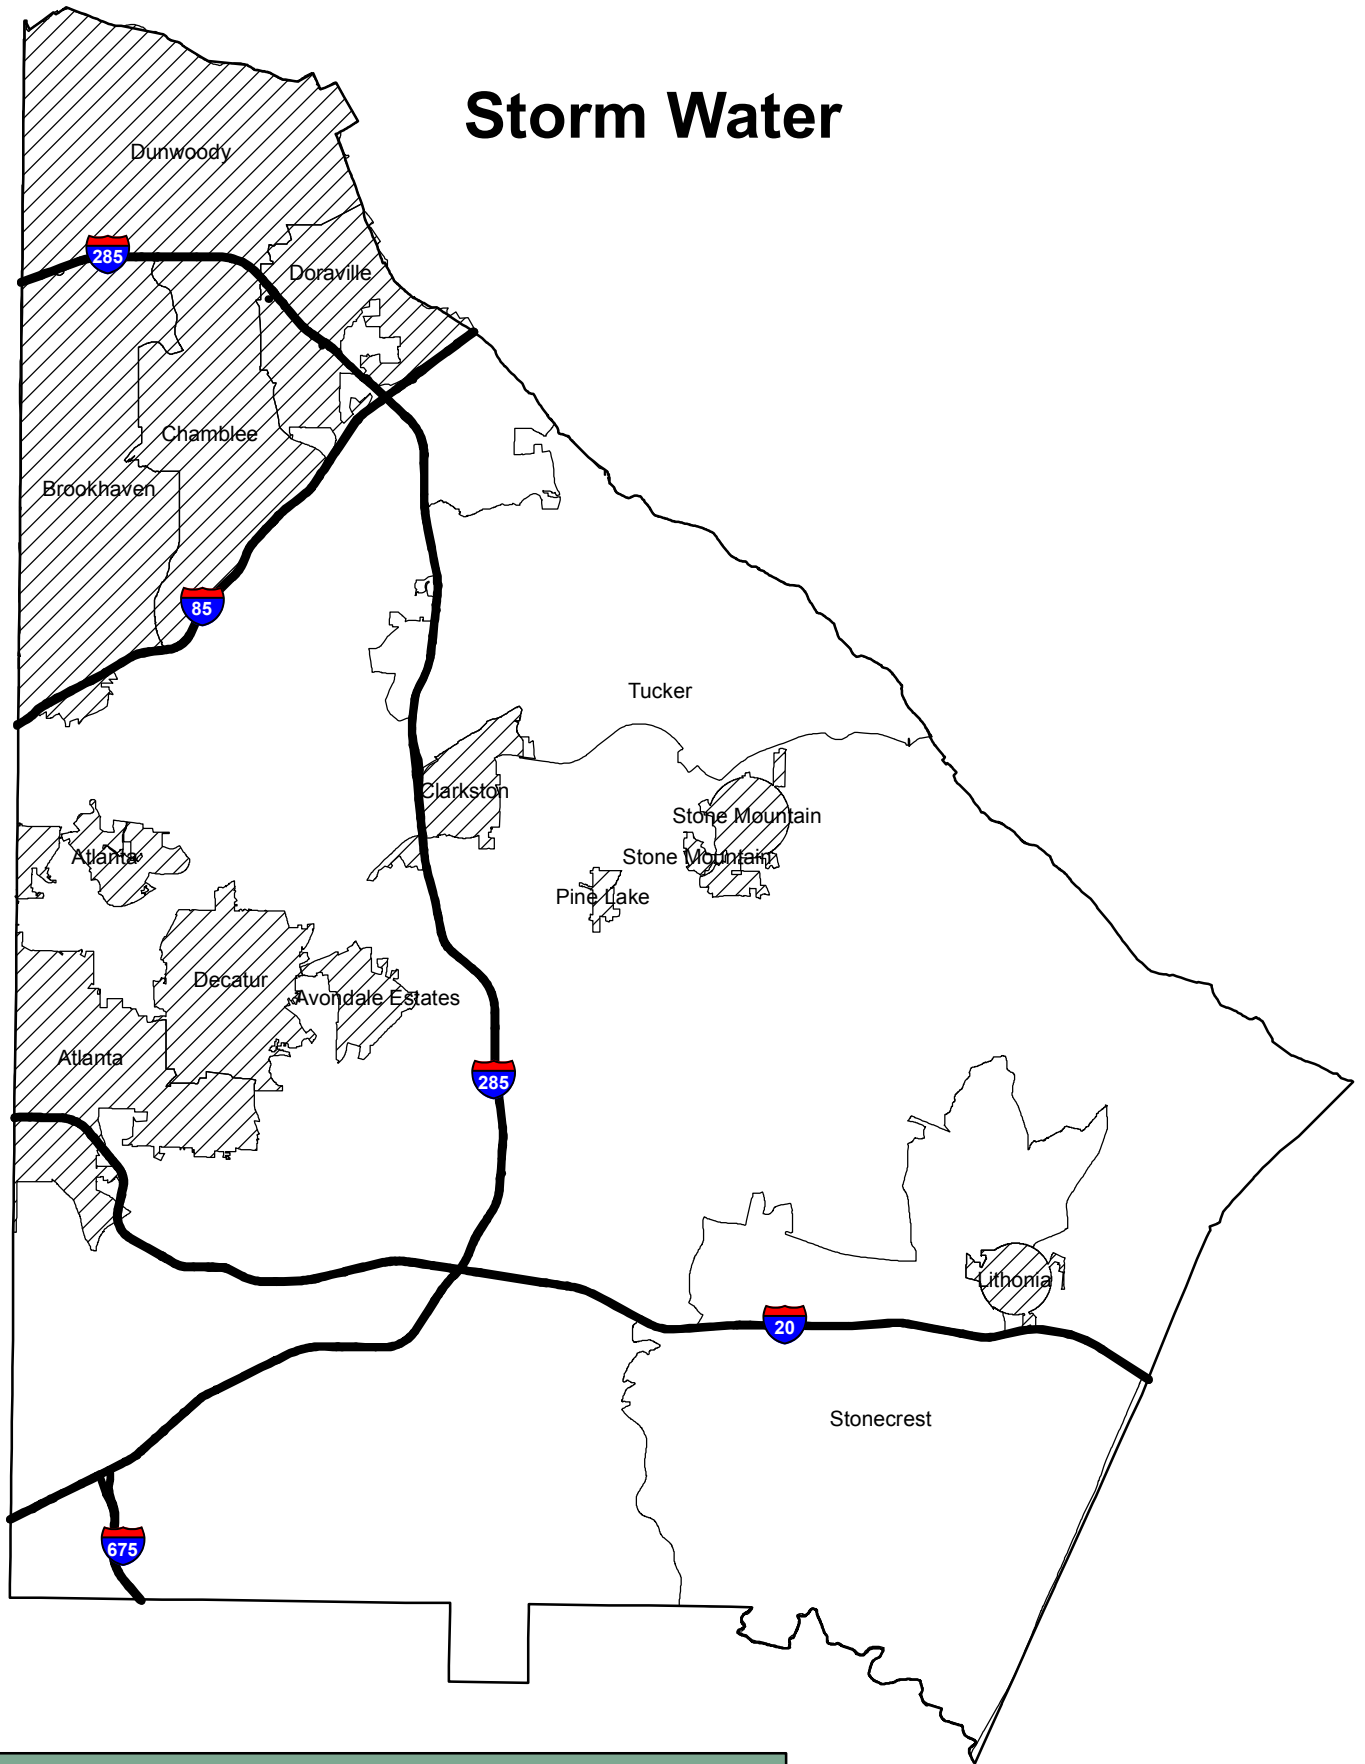 Storm Water
Dunwoody
285
Doraville
Chamblee
Brookhaven
85
Tucker
Clarkston
Stone Mountain
Atlanta
Stone Mountain
Pine Lake
Decatur
Avondale Estates
Atlanta
285
Lithonia
20
Stonecrest
675